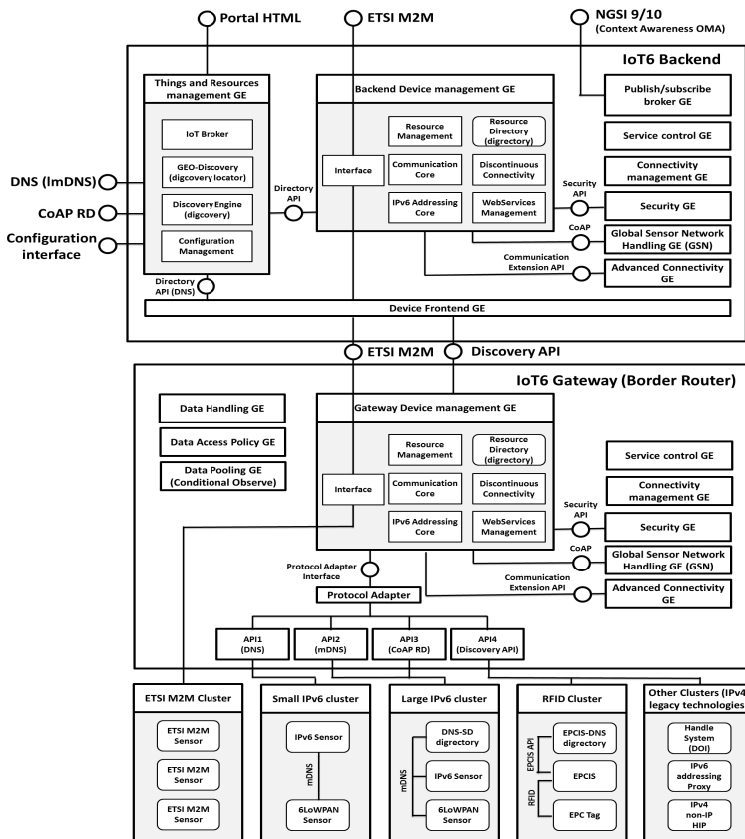 Portal HTML
ETSI M2M
NGSI 9/10
(Context Awareness OMA)
IoT6 Backend
Things and Resources
management GE
IoT Broker
GEO-Discovery
(digcovery locator)
Discovery Engine
(digcovery)
Configuration
Management
DNS (lmDNS)
CoAP RD
Configuration
interface
Directory
API
Directory
API (DNS)
Backend Device management GE
Interface
Resource
Management
Resource
Directory
(digrectory)
Communication
Core
Discontinuous
Connectivity
IPv6 Addressing
Core
WebServices
Management
Security
API
CoAP
Communication
Extension API
Publish/subscribe
broker GE
Service control GE
Connectivity
management GE
Security GE
Global Sensor Network
Handling GE (GSN)
Advanced Connectivity
GE
Device Frontend GE
ETSI M2M
Discovery API
IoT6 Gateway (Border Router)
Data Handling GE
Data Access Policy GE
Data Pooling GE
(Conditional Observe)
Gateway Device management GE
Interface
Resource
Management
Resource
Directory
(digrectory)
Communication
Core
Discontinuous
Connectivity
IPv6 Addressing
Core
WebServices
Management
Security
API
CoAP
Communication
Extension API
Service control GE
Connectivity
management GE
Security GE
Global Sensor Network
Handling GE (GSN)
Advanced Connectivity
GE
Protocol Adapter
Interface
Protocol Adapter
API1
(DNS)
API2
(mDNS)
API3
(CoAP RD)
API4
(Discovery API)
ETSI M2M Cluster
ETSI M2M
Sensor
ETSI M2M
Sensor
ETSI M2M
Sensor
Small IPv6 cluster
IPv6 Sensor
mDNS
6LoWPAN
Sensor
Large IPv6 cluster
DNS-SD
digrectory
mDNS
IPv6 Sensor
6LoWPAN
Sensor
RFID Cluster
EPCIS-DNS
digrectory
EPCIS API
EPCIS
RFID
EPC Tag
Other Clusters (IPv4
legacy technologies
Handle
System
(DOI)
IPv6
addressing
Proxy
IPv4
non-IP
HIP